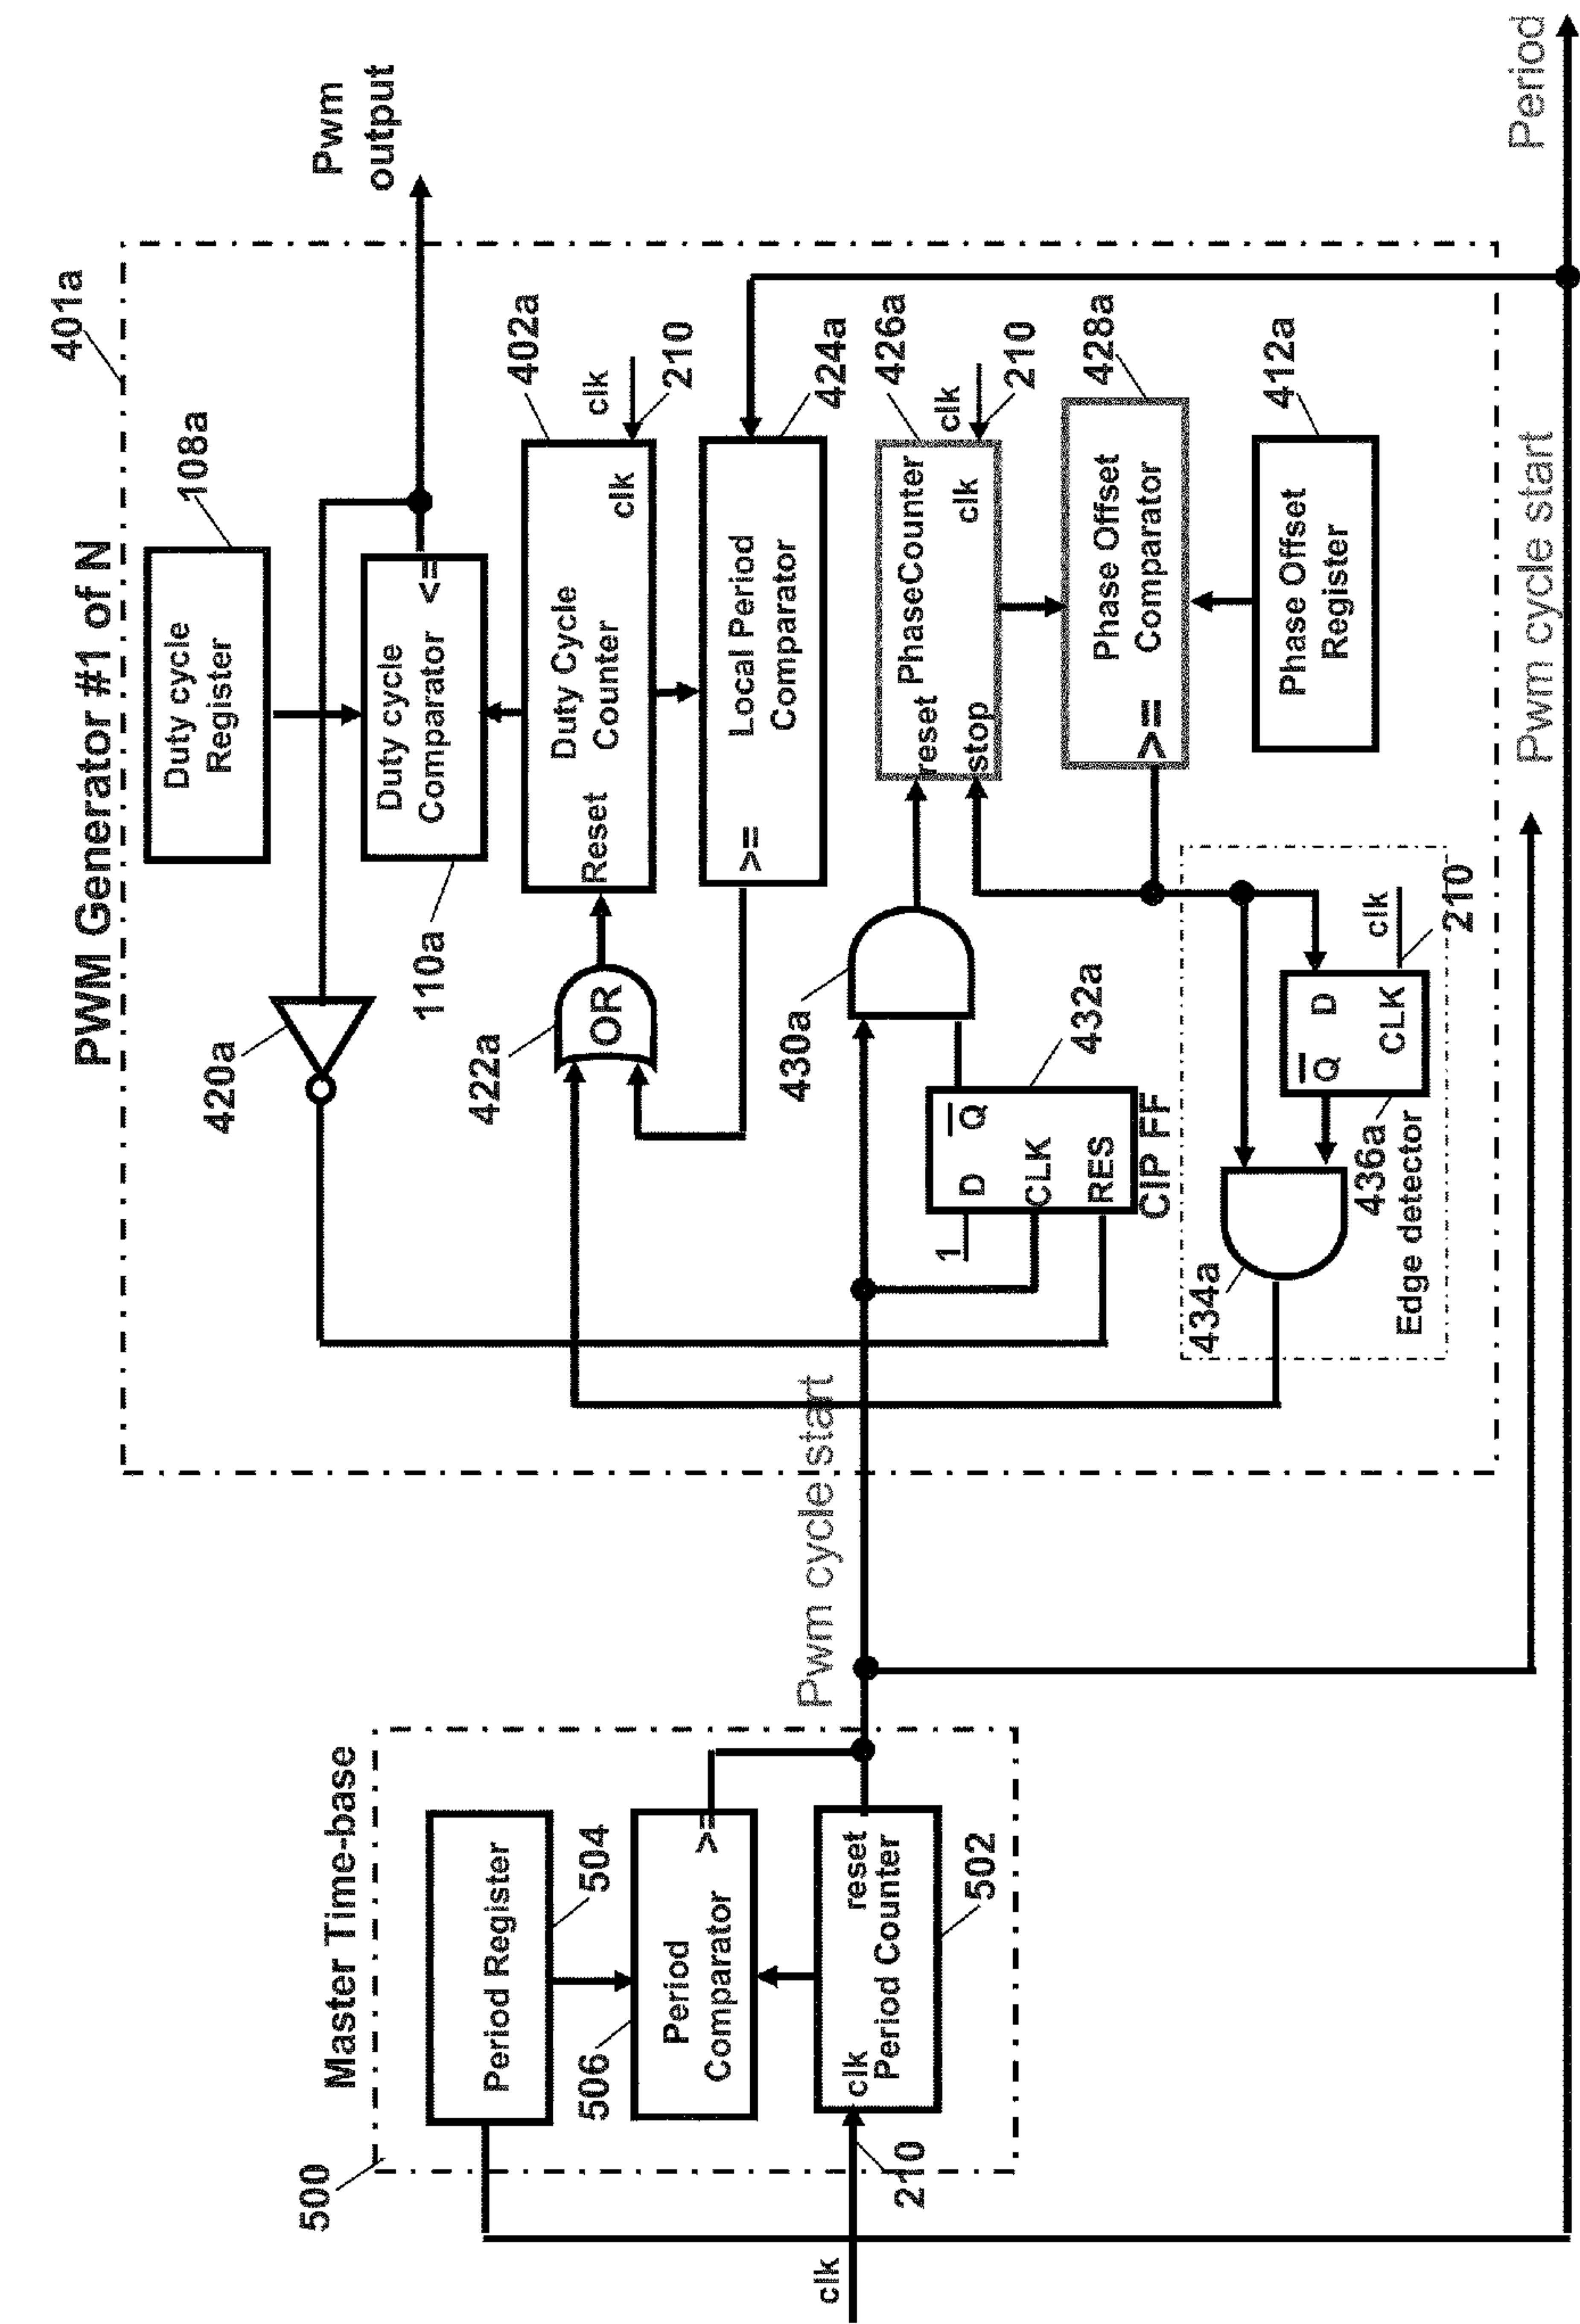 PWM Generator #1 of N
401a
Duty cycle
Register
108a
Pwm
output
420a
Duty cycle
Comparator
<=
110a
422a
OR
Reset
Duty Cycle
Counter
clk
402a
clk
210
>=
Local Period
Comparator
424a
430a
reset
stop
PhaseCounter
clk
426a
clk
210
>=
Phase Offset
Comparator
428a
Phase Offset
Register
412a
1
D
Q
CLK
RES
432a
CIP FF
434a
Q
D
CLK
clk
210
436a
Edge detector
Master Time-base
500
Period Register
504
Period
Comparator
>=
506
clk
reset
Period Counter
502
clk
210
Pwm cycle start
Pwm cycle start
Period